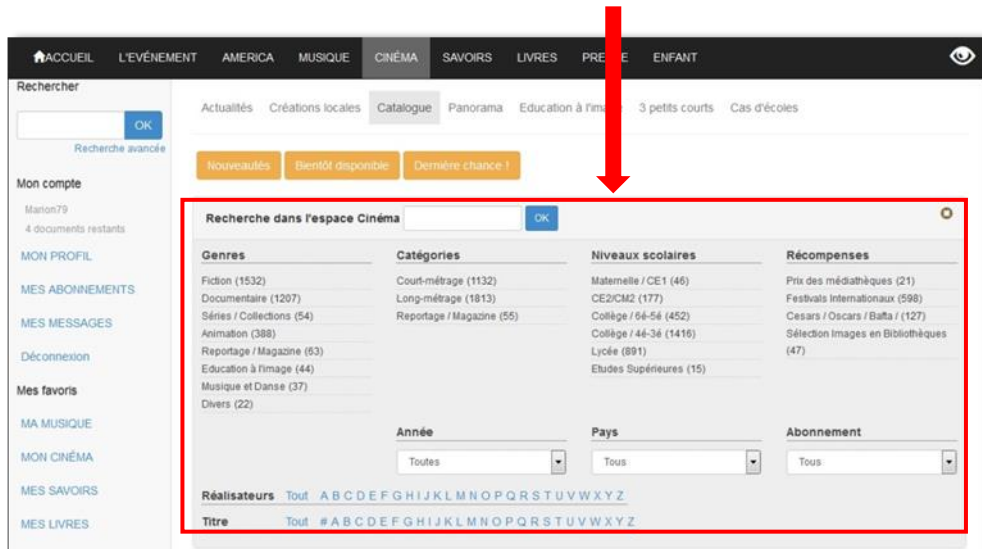 ACCUEIL L'EVÉNEMENT AMERICA MUSIQUE CINÉMA SAVOIRS LIVRES ENFANT
Rechercher
OK
Recherche avancée
Mon compte
Marion79
4 documents restants
MON PROFIL
MES ABONNEMENTS
MES MESSAGES
Déconnexion
Mes favoris
MA MUSIQUE
MON CINÉMA
MES SAVOIRS
MES LIVRES
Actualités Créations locales Catalogue Panorama Education à l'image 3 petits courts Cas d'écoles
Nouveautés Bientôt disponible Dernière chance !
Recherche dans l'espace Cinéma OK
Genres
Fiction (1532)
Documentaire (1207)
Séries / Collections (54)
Animation (388)
Reportage / Magazine (63)
Education à l'image (44)
Musique et Danse (37)
Divers (22)
Catégories
Court-métrage (1132)
Long-métrage (1813)
Reportage / Magazine (55)
Niveaux scolaires
Maternelle / CE1 (46)
CE2/CM2 (177)
Collège / 6é-5é (452)
Collège / 4é-3é (1416)
Lycée (891)
Etudes Supérieures (15)
Récompenses
Prix des médiathèques (21)
Festivals Internationaux (598)
Cesars / Oscars / Bafta / (127)
Sélection Images en Bibliothèques
(47)
Année Pays Abonnement
Toutes Tous Tous
Réalisateurs Tout A B C D E F G H I J K L M N O P Q R S T U V W X Y Z
Titre Tout # A B C D E F G H I J K L M N O P Q R S T U V W X Y Z